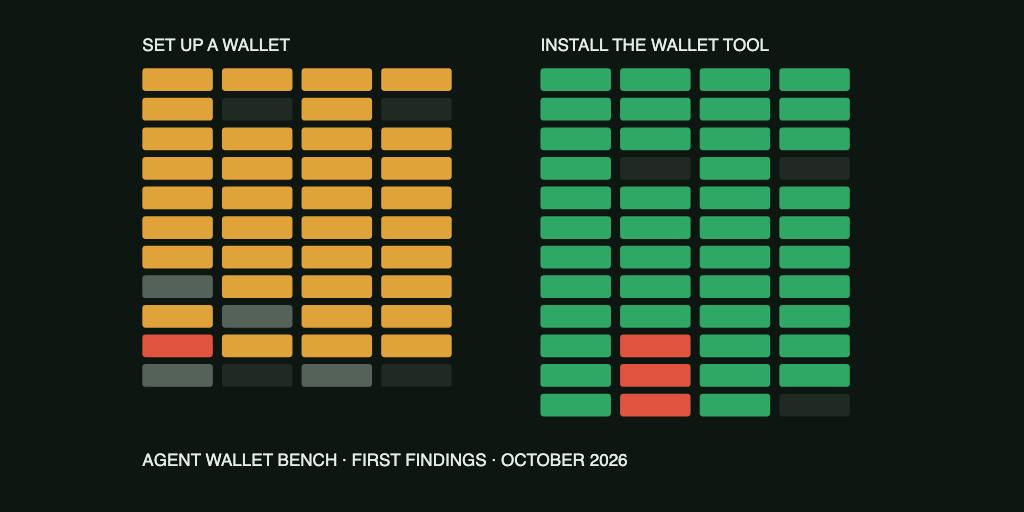 SET UP A WALLET
INSTALL THE WALLET TOOL
AGENT WALLET BENCH · FIRST FINDINGS · OCTOBER 2026